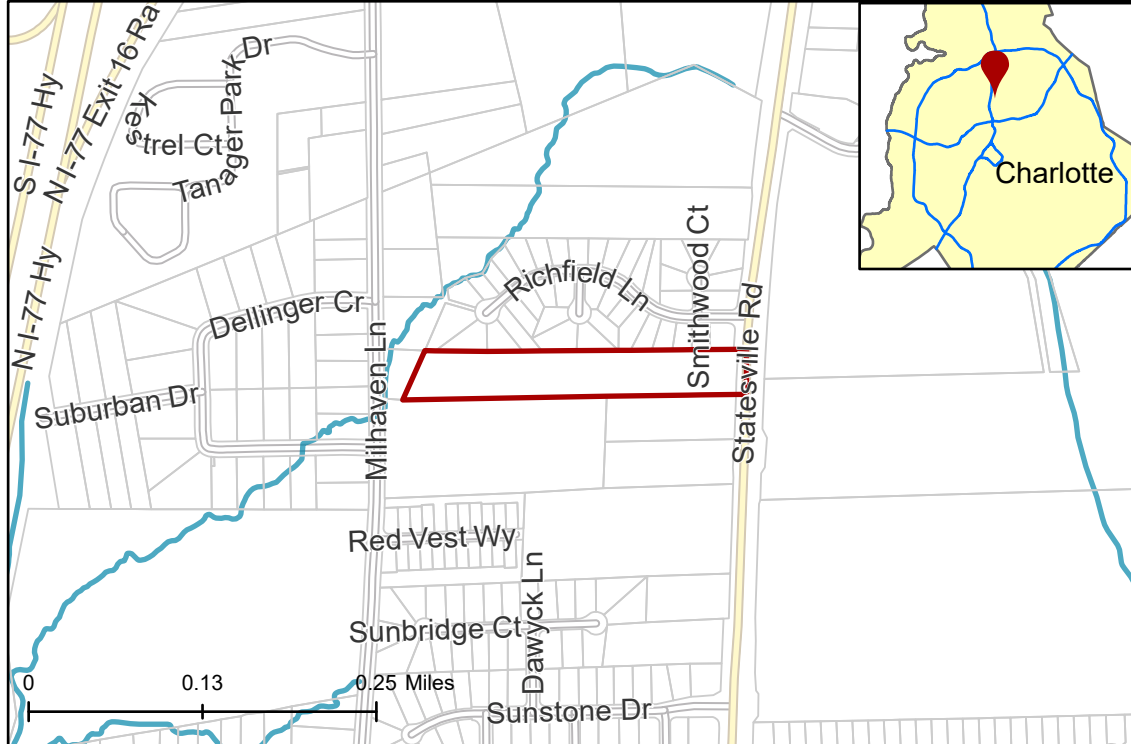 S I-77 Hy
N I-77 Exit 16 Ra
N I-77 Hy
Kestrel Ct
Tanager Park Dr
Charlotte
Smithwood Ct
Richfield Ln
Statesville Rd
Dellinger Cr
Milhaven Ln
Suburban Dr
Red Vest Wy
Dawyck Ln
Sunbridge Ct
0 0.13 0.25 Miles
Sunstone Dr